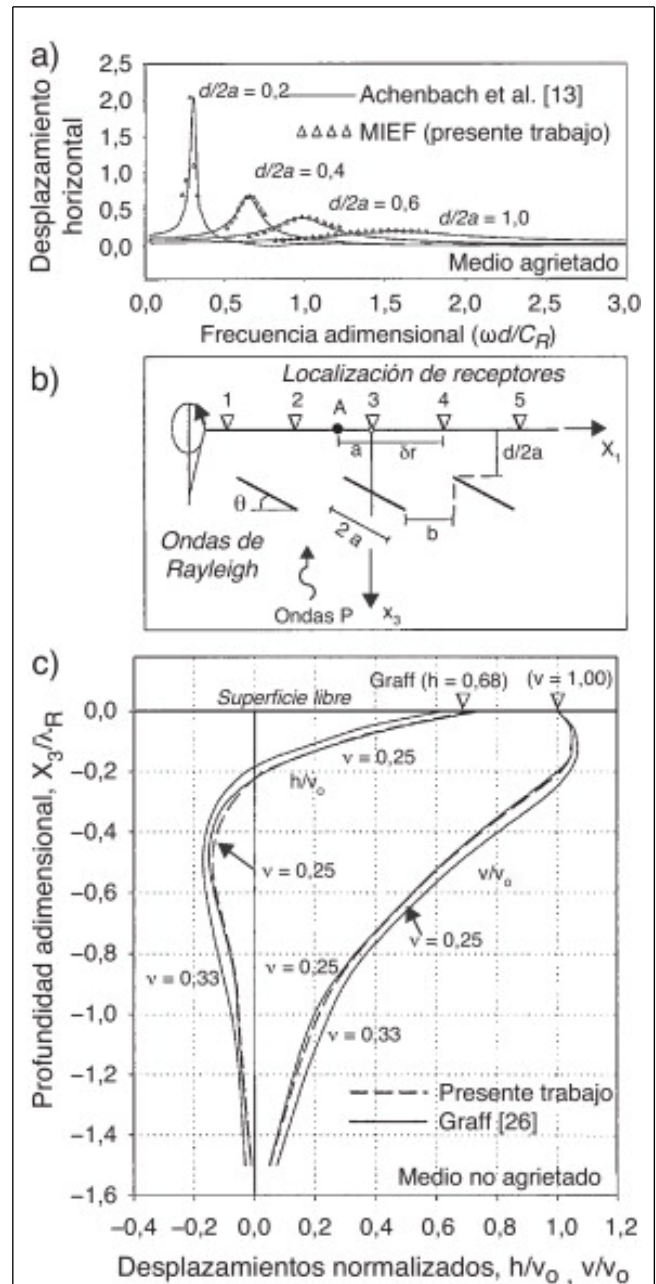 a)
Desplazamiento
horizontal
2,5
2,0
1,5
1,0
0,5
0,0
d/2a = 0,2
Achenbach et al. [13]
MIEF (presente trabajo)
d/2a = 0,4
d/2a = 0,6
d/2a = 1,0
Medio agrietado
0,0 0,5 1,0 1,5 2,0 2,5 3,0
Frecuencia adimensional (ωd/C_R)
b)
Localización de receptores
1 2 A 3 4 5
X₁
a δr d/2a
θ
2 a
b
Ondas de
Rayleigh
Ondas P
x₃
c)
Graff (h = 0,68) (v = 1,00)
Superficie libre
Profundidad adimensional, X₃/λ_R
0,0
−0,2
−0,4
−0,6
−0,8
−1,0
−1,2
−1,4
−1,6
ν = 0,25
h/v₀
ν = 0,25
v/v₀
ν = 0,25
ν = 0,25
ν = 0,33
ν = 0,33
Presente trabajo
Graff [26]
Medio no agrietado
−0,4 −0,2 0,0 0,2 0,4 0,6 0,8 1,0 1,2
Desplazamientos normalizados, h/v₀ , v/v₀